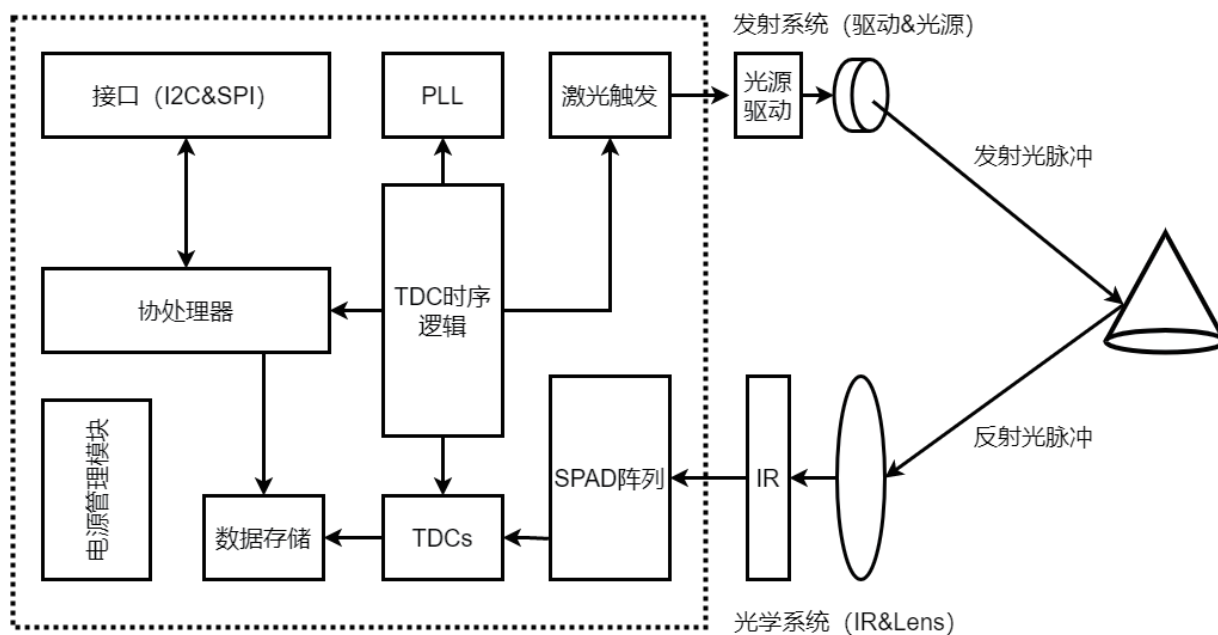 发射系统（驱动&光源）
接口（I2C&SPI）
PLL
激光触发
光源
驱动
发射光脉冲
协处理器
TDC时序
逻辑
电源管理模块
数据存储
TDCs
SPAD阵列
IR
反射光脉冲
光学系统（IR&Lens）